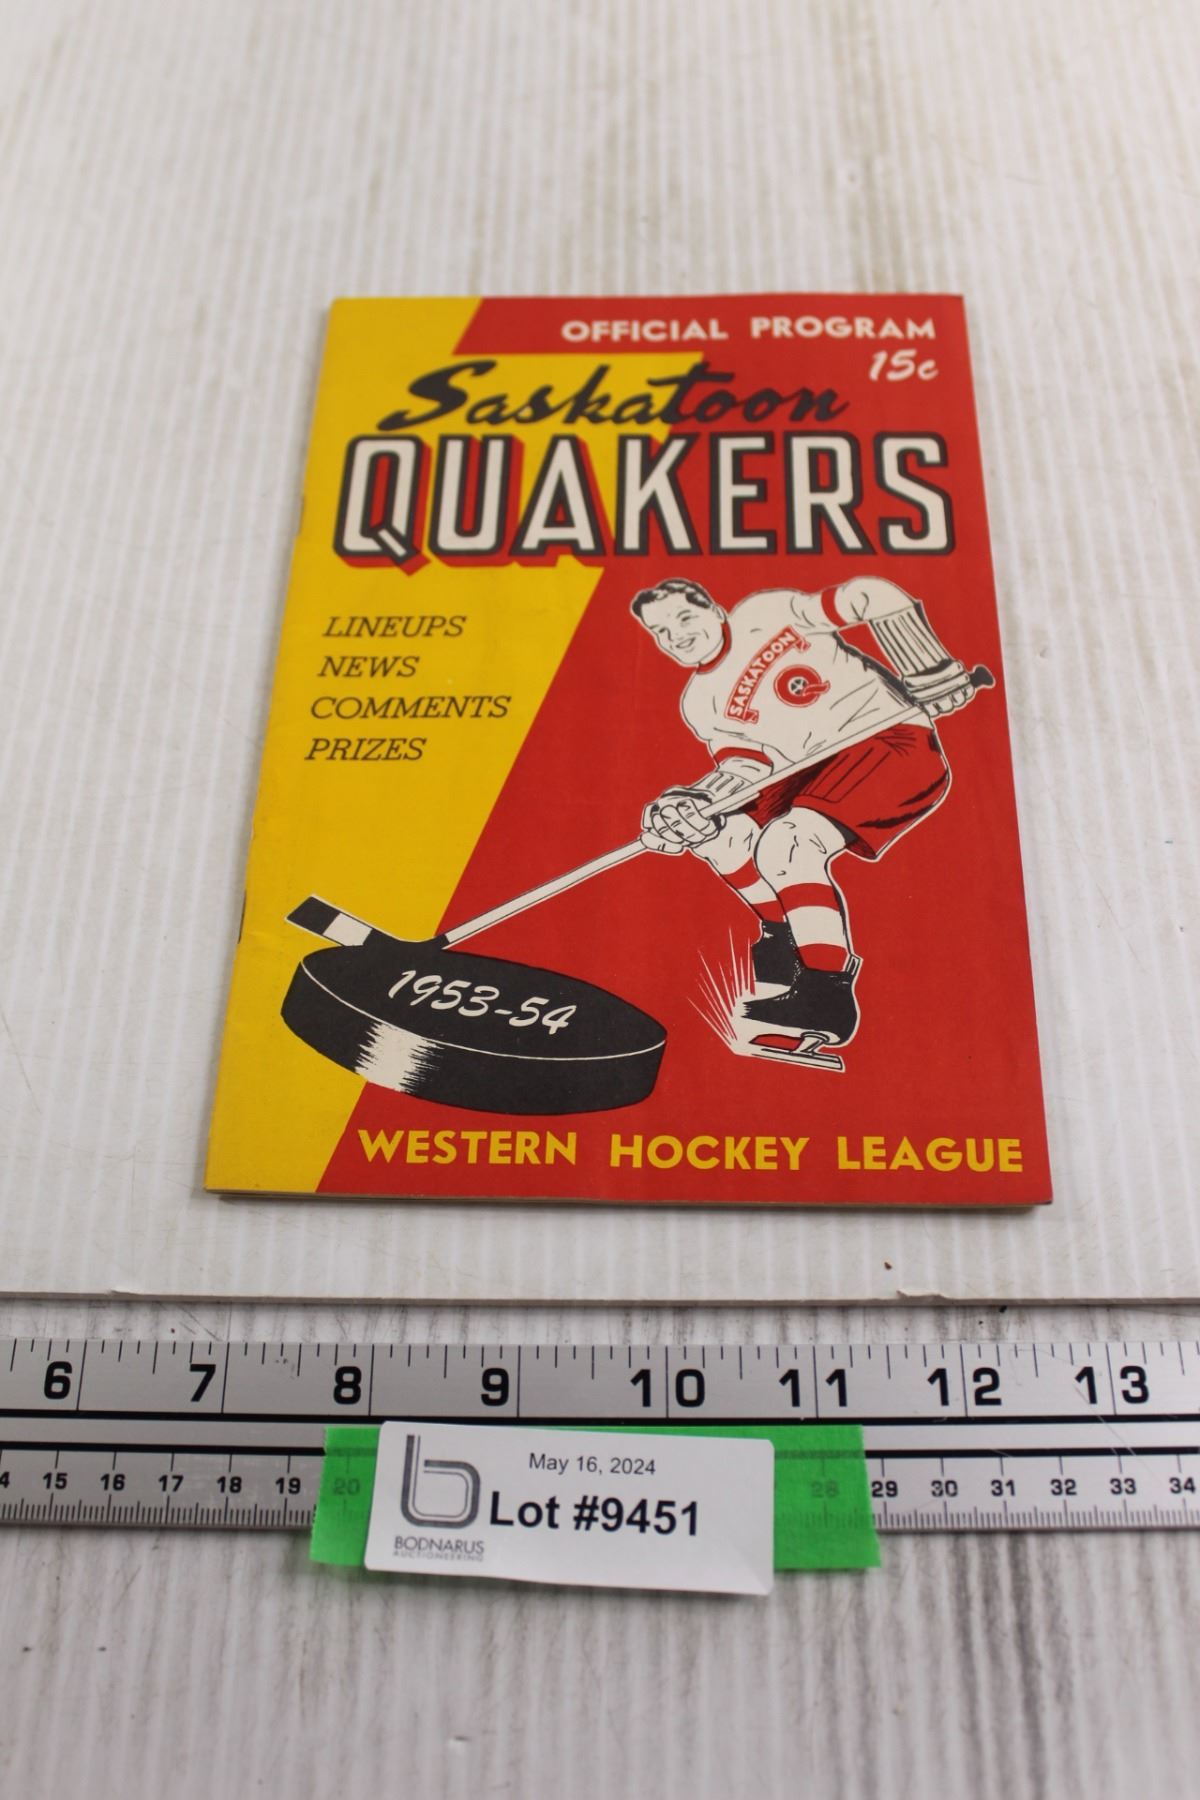 OFFICIAL PROGRAM
15c
Saskatoon
QUAKERS
LINEUPS
NEWS
COMMENTS
PRIZES
SASKATOON
Q
1953-54
WESTERN HOCKEY LEAGUE
6 7 8 9 10 11 12 13
4 15 16 17 18 19 20 28 29 30 31 32 33 34
May 16, 2024
Lot #9451
BODNARUS
AUCTIONEERING